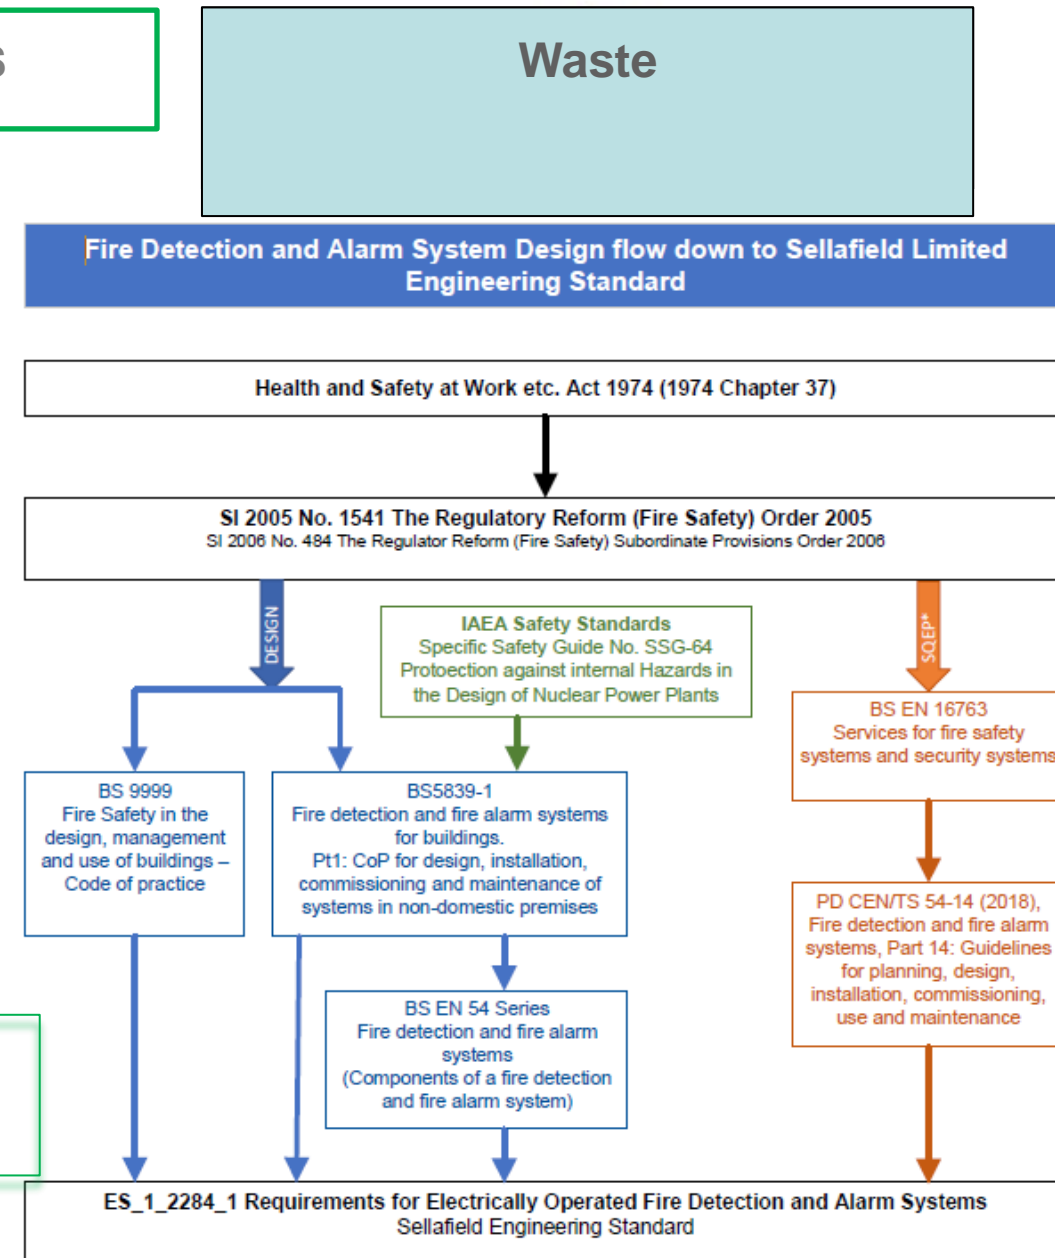 S
Waste
Fire Detection and Alarm System Design flow down to Sellafield Limited
Engineering Standard
Health and Safety at Work etc. Act 1974 (1974 Chapter 37)
SI 2005 No. 1541 The Regulatory Reform (Fire Safety) Order 2005
SI 2006 No. 484 The Regulator Reform (Fire Safety) Subordinate Provisions Order 2006
DESIGN
IAEA Safety Standards
Specific Safety Guide No. SSG-64
Protoection against internal Hazards in
the Design of Nuclear Power Plants
SQEP*
BS EN 16763
Services for fire safety
systems and security systems
BS 9999
Fire Safety in the
design, management
and use of buildings –
Code of practice
BS5839-1
Fire detection and fire alarm systems
for buildings.
Pt1: CoP for design, installation,
commissioning and maintenance of
systems in non-domestic premises
PD CEN/TS 54-14 (2018),
Fire detection and fire alarm
systems, Part 14: Guidelines
for planning, design,
installation, commissioning,
use and maintenance
BS EN 54 Series
Fire detection and fire alarm
systems
(Components of a fire detection
and fire alarm system)
ES_1_2284_1 Requirements for Electrically Operated Fire Detection and Alarm Systems
Sellafield Engineering Standard